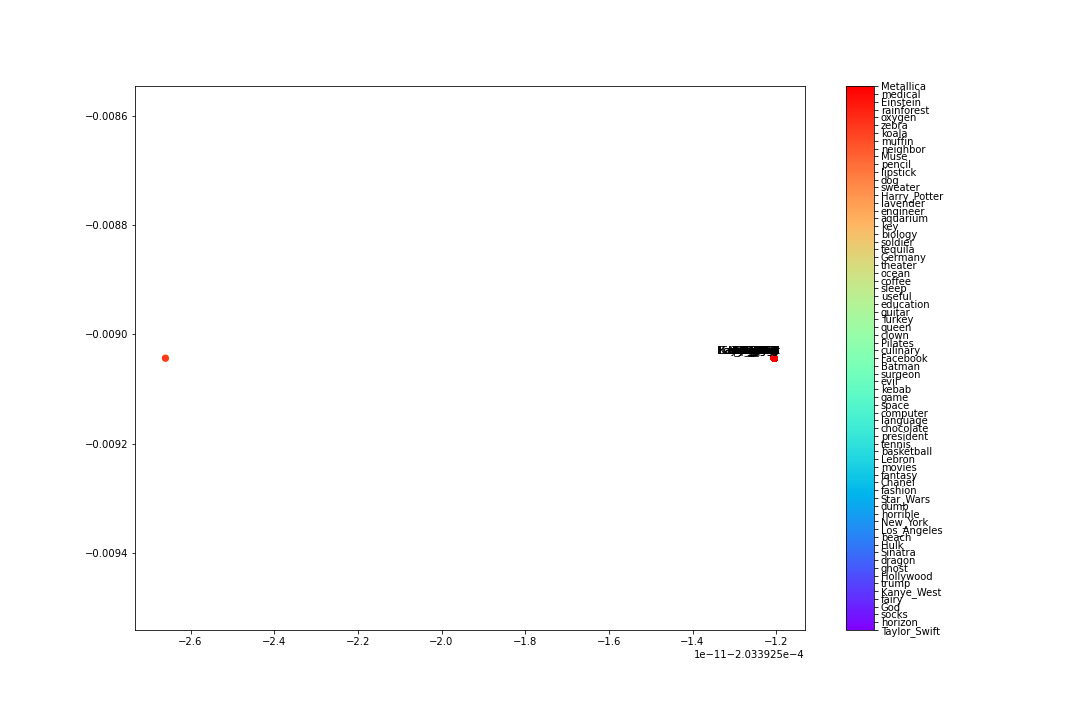 −0.0086
−0.0088
−0.0090
−0.0092
−0.0094
−2.6 −2.4 −2.2 −2.0 −1.8 −1.6 −1.4 −1.2
1e−11−2.033925e−4
Metallica
medical
Einstein
rainforest
oxygen
zebra
koala
muffin
neighbor
Muse
pencil
lipstick
dog
sweater
Harry_Potter
lavender
engineer
aquarium
key
biology
soldier
tequila
Germany
theater
ocean
coffee
sleep
useful
education
guitar
Turkey
queen
clown
Pilates
culinary
Facebook
Batman
surgeon
evil
kebab
game
space
computer
language
chocolate
president
tennis
basketball
Lebron
movies
fantasy
Chanel
fashion
Star_Wars
dump
horrible
New_York
Los_Angeles
beach
Hulk
Sinatra
dragon
ghost
Hollywood
trump
Kanye_West
fairy
God
socks
horizon
Taylor_Swift